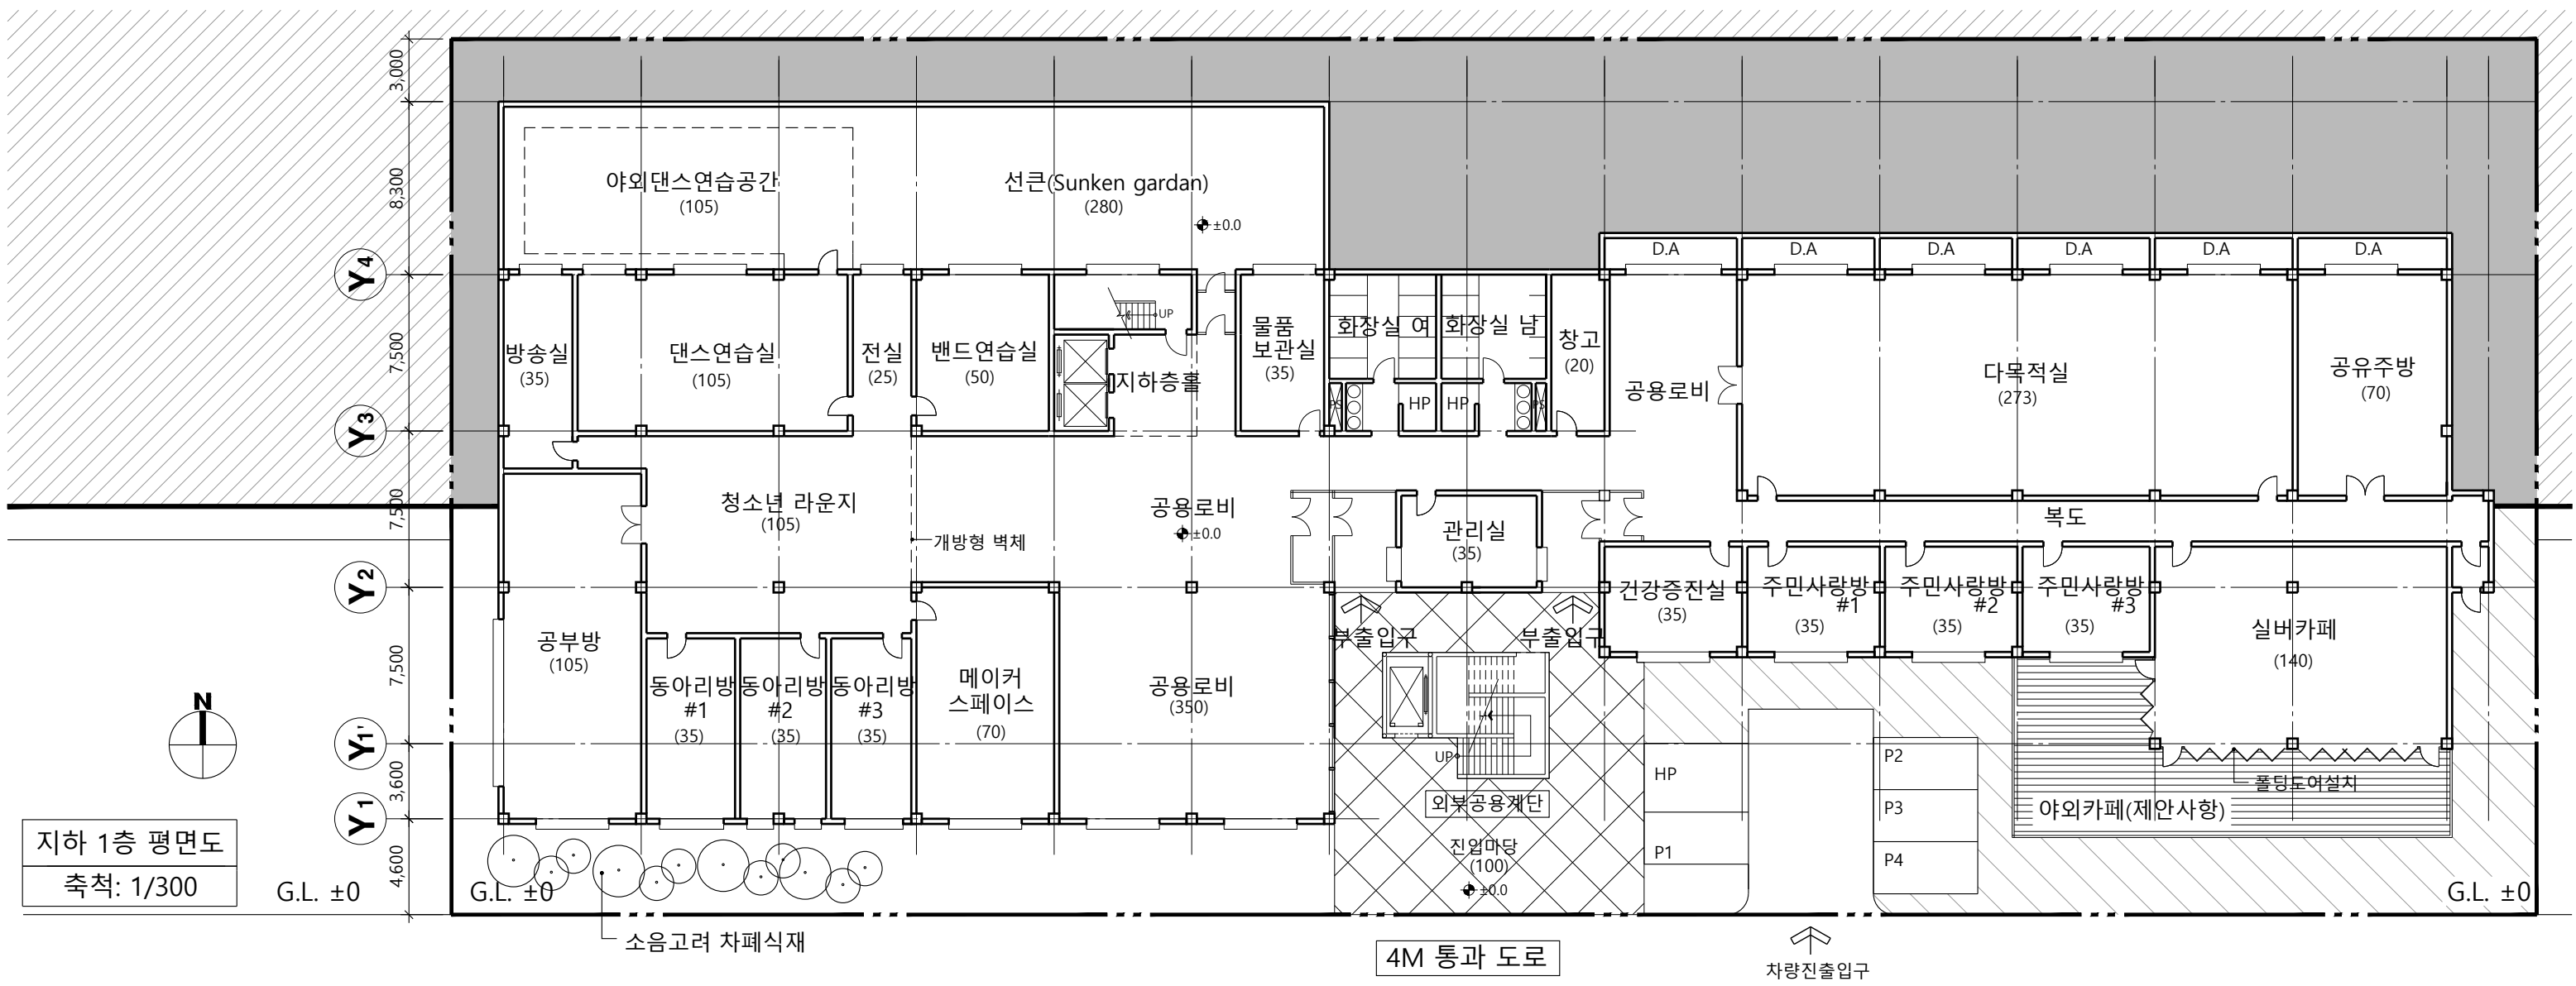 3,000
8,300
7,500
7,500
7,500
3,600
4,600
Y4
Y3
Y2
Y1'
Y1
야외댄스연습공간
(105)
선큰(Sunken gardan)
(280)
±0.0
D.A
D.A
D.A
D.A
D.A
D.A
방송실
(35)
댄스연습실
(105)
전실
(25)
밴드연습실
(50)
UP
지하층홀
물품
보관실
(35)
화장실 여
화장실 남
PS
HP
HP
PS
창고
(20)
공용로비
다목적실
(273)
공유주방
(70)
청소년 라운지
(105)
개방형 벽체
공용로비
±0.0
관리실
(35)
복도
공부방
(105)
동아리방
#1
(35)
동아리방
#2
(35)
동아리방
#3
(35)
메이커
스페이스
(70)
공용로비
(350)
부출입구
부출입구
건강증진실
(35)
주민사랑방
#1
(35)
주민사랑방
#2
(35)
주민사랑방
#3
(35)
실버카페
(140)
UP
외부공용계단
진입마당
(100)
±0.0
HP
P1
P2
P3
P4
폴딩도어설치
야외카페(제안사항)
N
지하 1층 평면도
축척: 1/300
G.L. ±0
G.L. ±0
G.L. ±0
소음고려 차폐식재
4M 통과 도로
차량진출입구